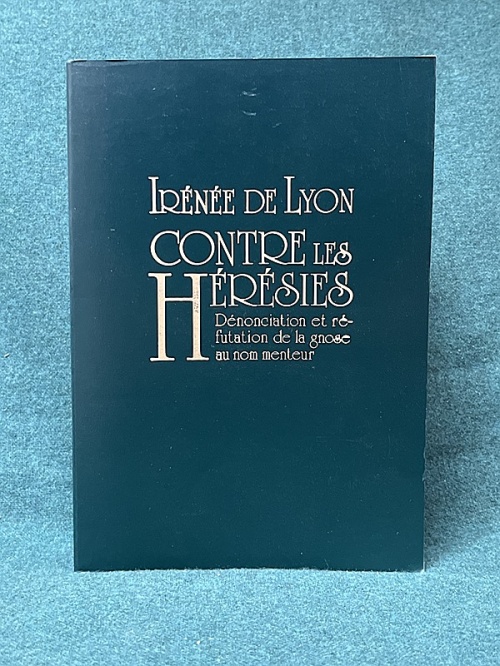 Irénée de Lyon
CONTRE LES
HÉRÉSIES
Dénonciation et ré-
futation de la gnose
au nom menteur